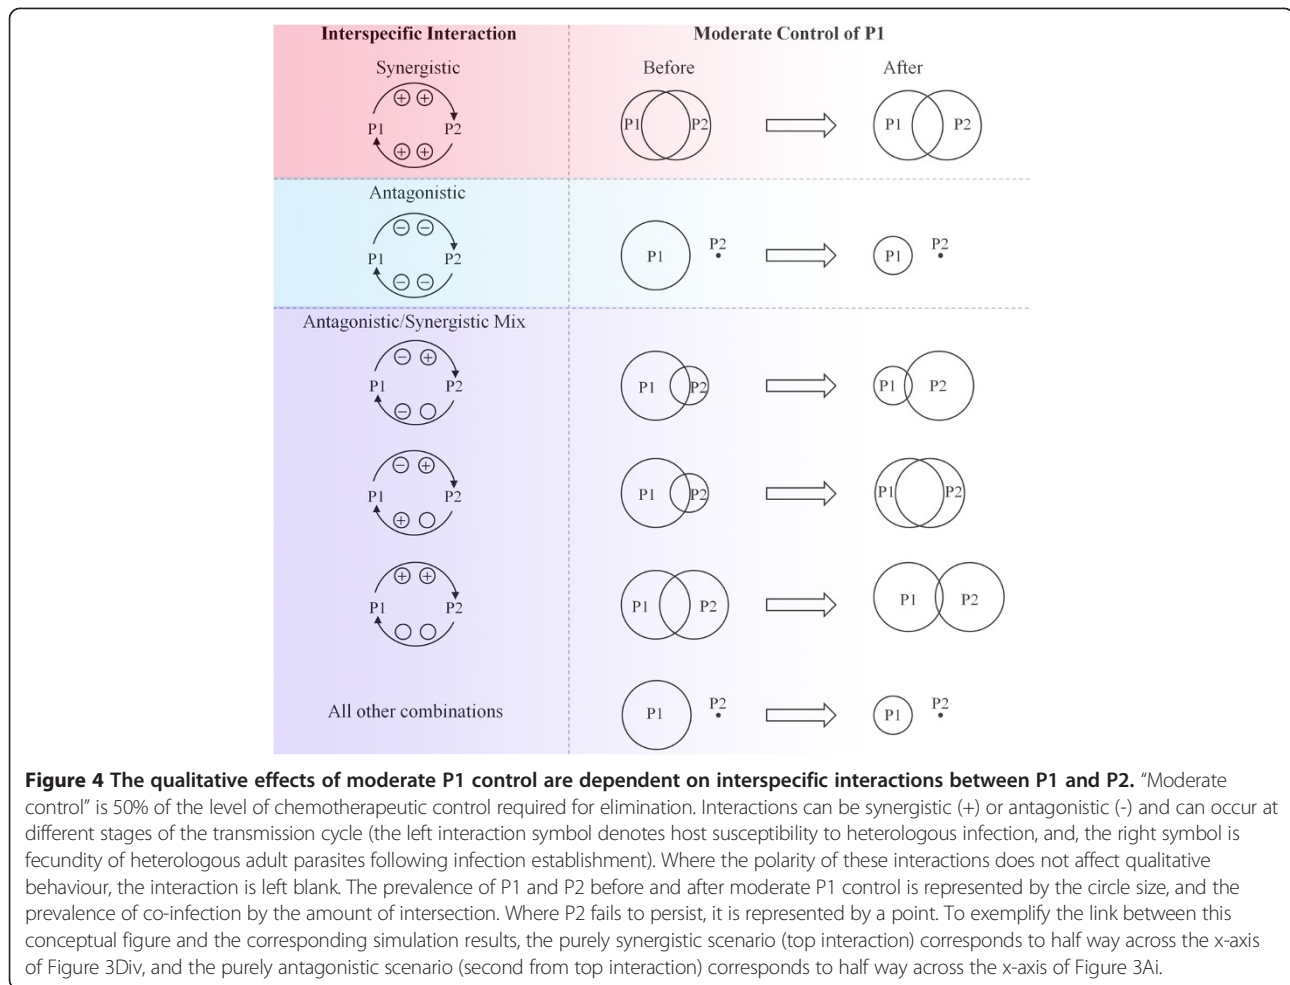 Interspecific Interaction
Moderate Control of P1
Synergistic
Before
After
+ +
P1
P2
+ +
P1
P2
P1
P2
Antagonistic
− −
P1
P2
− −
P1
P2
P1
P2
Antagonistic/Synergistic Mix
− +
P1
P2
−
P1
P2
P1
P2
− +
P1
P2
+
P1
P2
P1
P2
+ +
P1
P2
P1
P2
P1
P2
All other combinations
P1
P2
P1
P2
Figure 4 The qualitative effects of moderate P1 control are dependent on interspecific interactions between P1 and P2. “Moderate
control” is 50% of the level of chemotherapeutic control required for elimination. Interactions can be synergistic (+) or antagonistic (-) and can occur at
different stages of the transmission cycle (the left interaction symbol denotes host susceptibility to heterologous infection, and, the right symbol is
fecundity of heterologous adult parasites following infection establishment). Where the polarity of these interactions does not affect qualitative
behaviour, the interaction is left blank. The prevalence of P1 and P2 before and after moderate P1 control is represented by the circle size, and the
prevalence of co-infection by the amount of intersection. Where P2 fails to persist, it is represented by a point. To exemplify the link between this
conceptual figure and the corresponding simulation results, the purely synergistic scenario (top interaction) corresponds to half way across the x-axis
of Figure 3Div, and the purely antagonistic scenario (second from top interaction) corresponds to half way across the x-axis of Figure 3Ai.